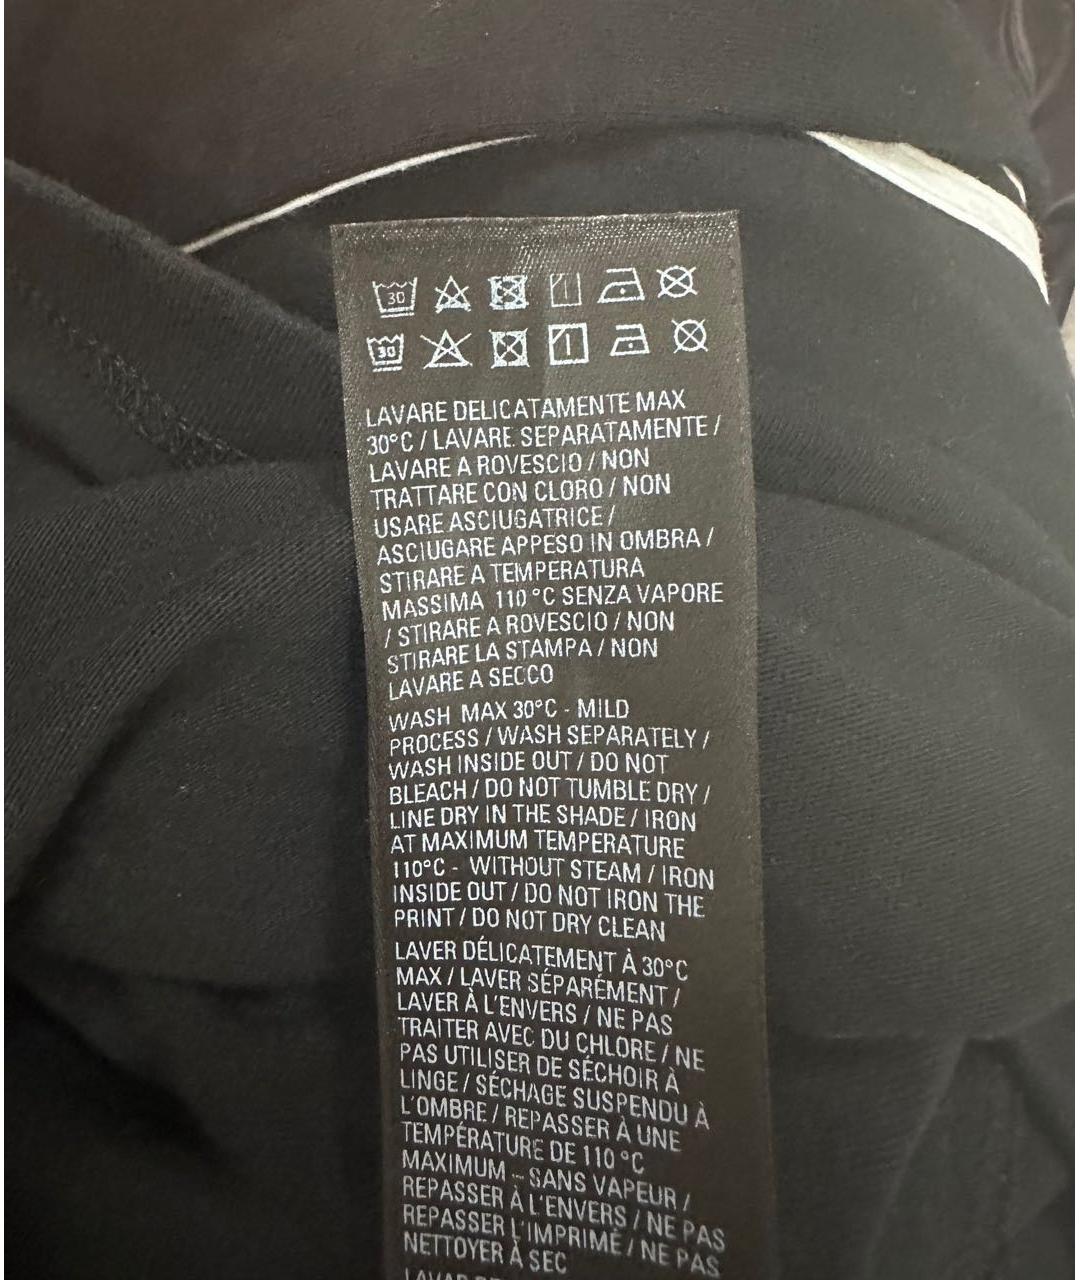 30
30
LAVARE DELICATAMENTE MAX
30°C / LAVARE SEPARATAMENTE /
LAVARE A ROVESCIO / NON
TRATTARE CON CLORO / NON
USARE ASCIUGATRICE /
ASCIUGARE APPESO IN OMBRA /
STIRARE A TEMPERATURA
MASSIMA 110°C SENZA VAPORE
/ STIRARE A ROVESCIO / NON
STIRARE LA STAMPA / NON
LAVARE A SECCO
WASH MAX 30°C - MILD
PROCESS / WASH SEPARATELY /
WASH INSIDE OUT / DO NOT
BLEACH / DO NOT TUMBLE DRY /
LINE DRY IN THE SHADE / IRON
AT MAXIMUM TEMPERATURE
110°C - WITHOUT STEAM / IRON
INSIDE OUT / DO NOT IRON THE
PRINT / DO NOT DRY CLEAN
LAVER DÉLICATEMENT À 30°C
MAX / LAVER SÉPARÉMENT /
LAVER À L'ENVERS / NE PAS
TRAITER AVEC DU CHLORE / NE
PAS UTILISER DE SÉCHOIR À
LINGE / SÉCHAGE SUSPENDU À
L'OMBRE / REPASSER À UNE
TEMPÉRATURE DE 110°C
MAXIMUM - SANS VAPEUR /
REPASSER À L'ENVERS / NE PAS
REPASSER L'IMPRIMÉ / NE PAS
NETTOYER À SEC